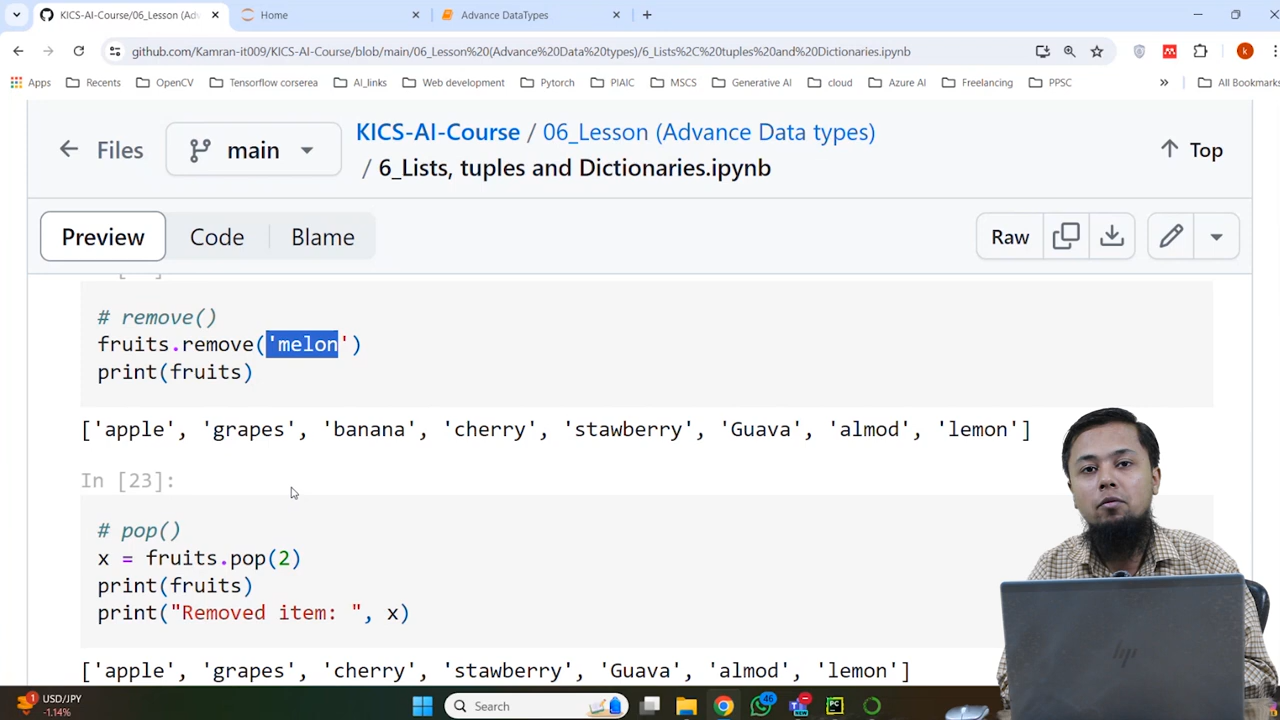 KICS-AI-Course/06_Lesson (Adva
Home
Advance DataTypes
github.com/Kamran-it009/KICS-AI-Course/blob/main/06_Lesson%20(Advance%20Data%20types)/6_Lists%2C%20tuples%20and%20Dictionaries.ipynb
k
Apps
Recents
OpenCV
Tensorflow corserea
AI_links
Web development
Pytorch
PIAIC
MSCS
Generative AI
cloud
Azure AI
Freelancing
PPSC
All Bookmarks
Files
main
KICS-AI-Course / 06_Lesson (Advance Data types)
/ 6_Lists, tuples and Dictionaries.ipynb
Top
Preview
Code
Blame
Raw
# remove()
fruits.remove('melon')
print(fruits)
['apple', 'grapes', 'banana', 'cherry', 'stawberry', 'Guava', 'almod', 'lemon']
In [23]:
# pop()
x = fruits.pop(2)
print(fruits)
print("Removed item: ", x)
['apple', 'grapes', 'cherry', 'stawberry', 'Guava', 'almod', 'lemon']
hp
1
USD/JPY
-1.14%
Search
46
PC